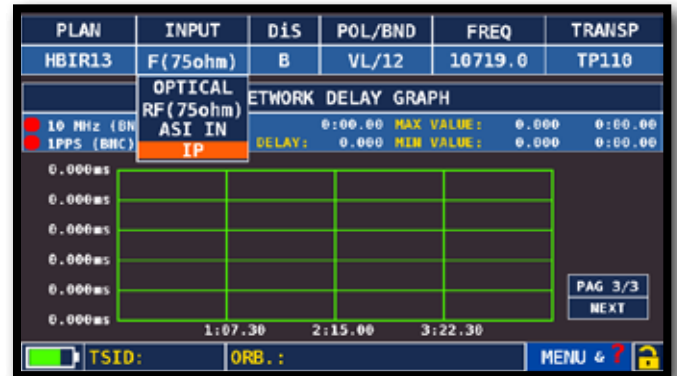 PLAN INPUT DiS POL/BND FREQ TRANSP
HBIR13 F(75ohm) B VL/12 10719.0 TP110
OPTICAL
RF(75ohm)
ASI IN
IP
ETWORK DELAY GRAPH
10 MHz (BN 0:00.00 MAX VALUE: 0.000 0:00.00
1PPS (BNC) DELAY: 0.000 MIN VALUE: 0.000 0:00.00
0.000ms
0.000ms
0.000ms
0.000ms
0.000ms
0.000ms
PAG 3/3
NEXT
1:07.30 2:15.00 3:22.30
TSID: ORB.: MENU & ?